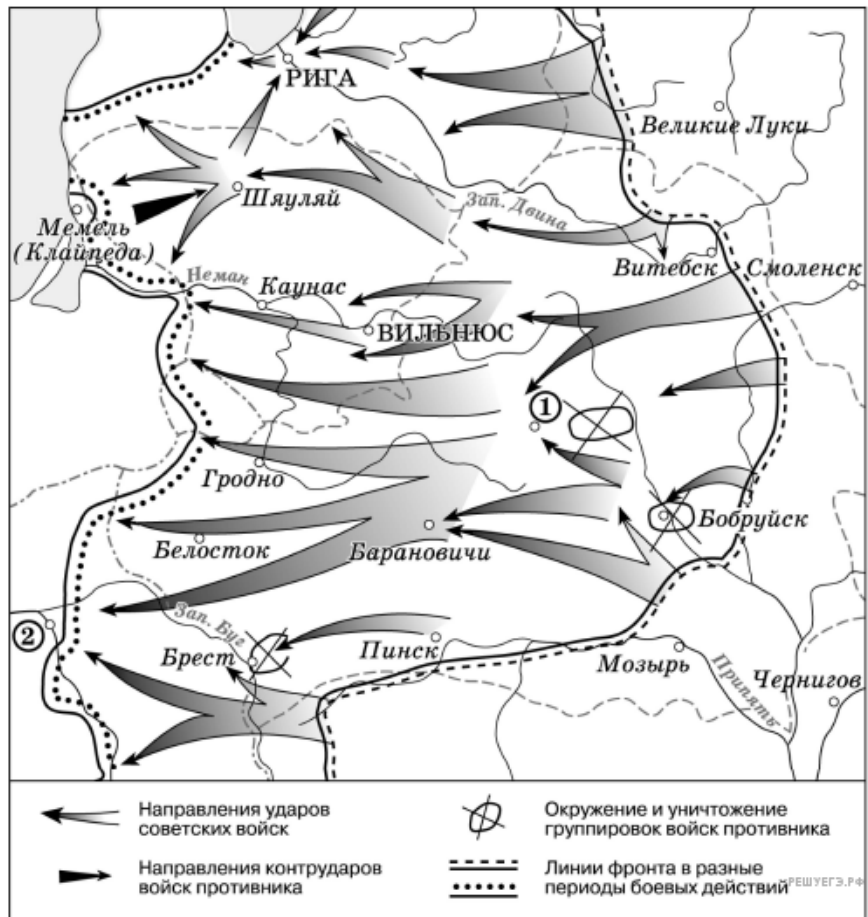 РИГА
Великие Луки
Шяуляй
Зап. Двина
Мемель
(Клайпеда)
Витебск
Смоленск
Неман
Каунас
ВИЛЬНЮС
1
Гродно
Бобруйск
Белосток
Барановичи
2
Зап. Буг
Брест
Пинск
Мозырь
Припять
Чернигов
Направления ударов
советских войск
Окружение и уничтожение
группировок войск противника
Направления контрударов
войск противника
Линии фронта в разные
периоды боевых действий
РЕШУЕГЭ.РФ